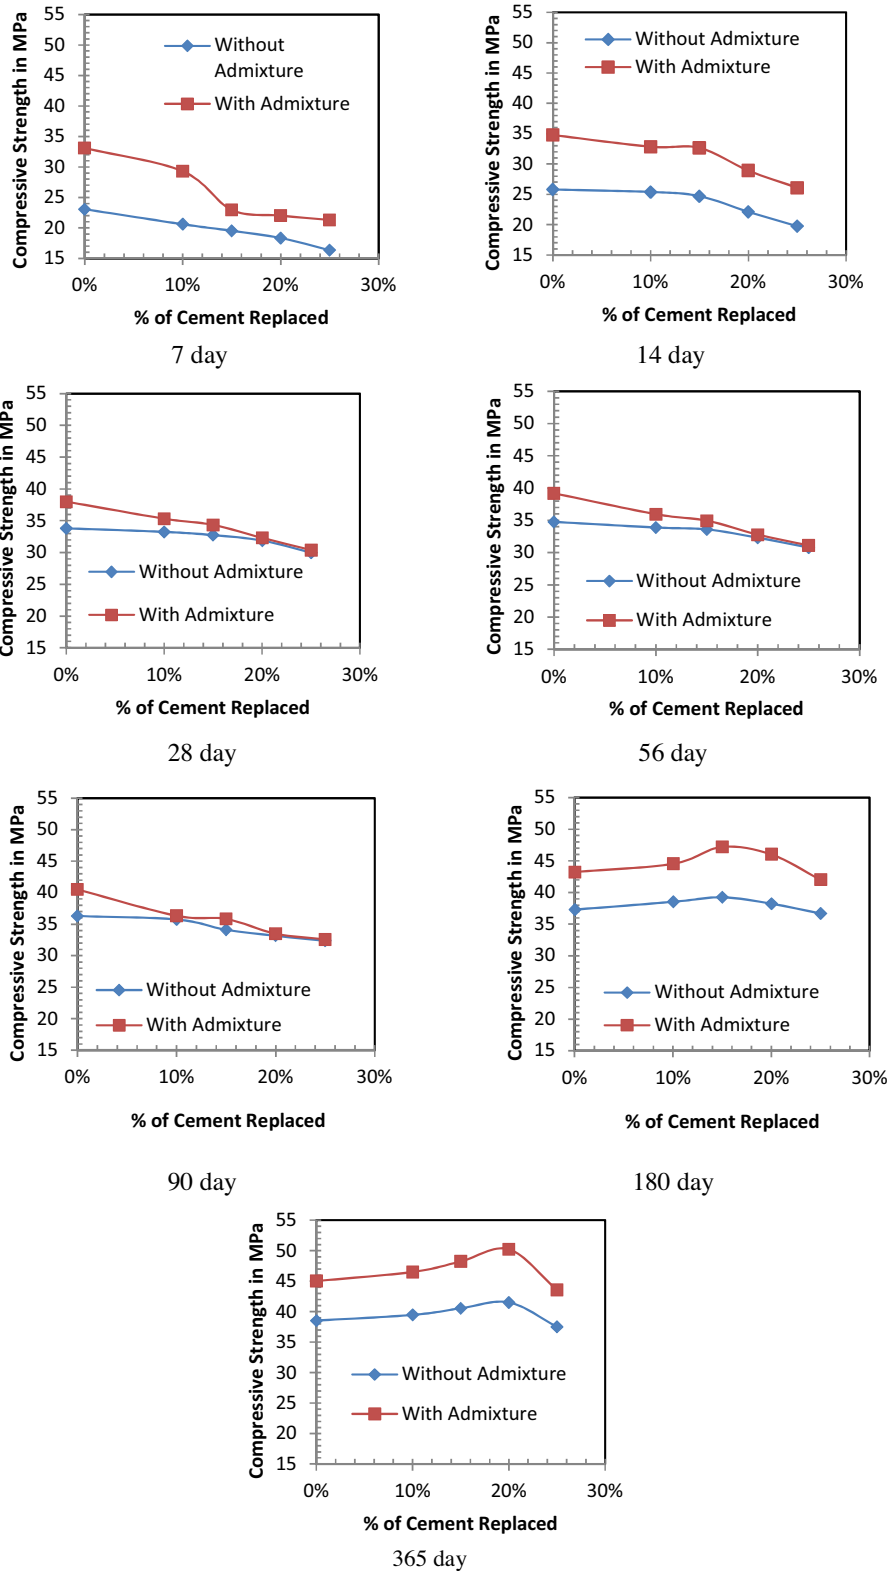 Compressive Strength in MPa
55
50
45
40
35
30
25
20
15
Without
Admixture
With Admixture
0%
10%
20%
30%
% of Cement Replaced
7 day
Compressive Strength in MPa
55
50
45
40
35
30
25
20
15
Without Admixture
With Admixture
0%
10%
20%
30%
% of Cement Replaced
14 day
Compressive Strength in MPa
55
50
45
40
35
30
25
20
15
Without Admixture
With Admixture
0%
10%
20%
30%
% of Cement Replaced
28 day
Compressive Strength in MPa
55
50
45
40
35
30
25
20
15
Without Admixture
With Admixture
0%
10%
20%
30%
% of Cement Replaced
56 day
Compressive Strength in MPa
55
50
45
40
35
30
25
20
15
Without Admixture
With Admixture
0%
10%
20%
30%
% of Cement Replaced
90 day
Compressive Strength in MPa
55
50
45
40
35
30
25
20
15
Without Admixture
With Admixture
0%
10%
20%
30%
% of Cement Replaced
180 day
Compressive Strength in MPa
55
50
45
40
35
30
25
20
15
Without Admixture
With Admixture
0%
10%
20%
30%
% of Cement Replaced
365 day